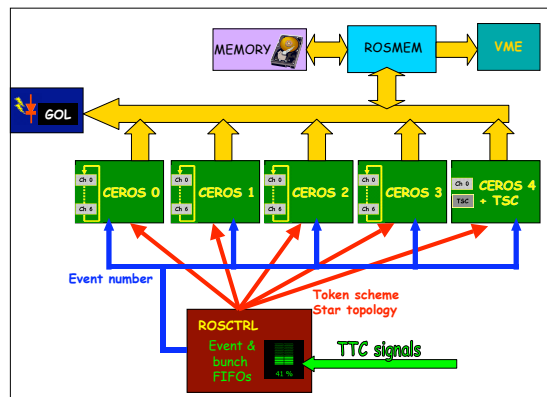 MEMORY
ROSMEM
VME
GOL
Ch 0
Ch 6
CEROS 0
Ch 0
Ch 6
CEROS 1
Ch 0
Ch 6
CEROS 2
Ch 0
Ch 6
CEROS 3
Ch 0
TSC
CEROS 4
+ TSC
Event number
Token scheme
Star topology
ROSCTRL
Event &
bunch
FIFOs
41 %
TTC signals